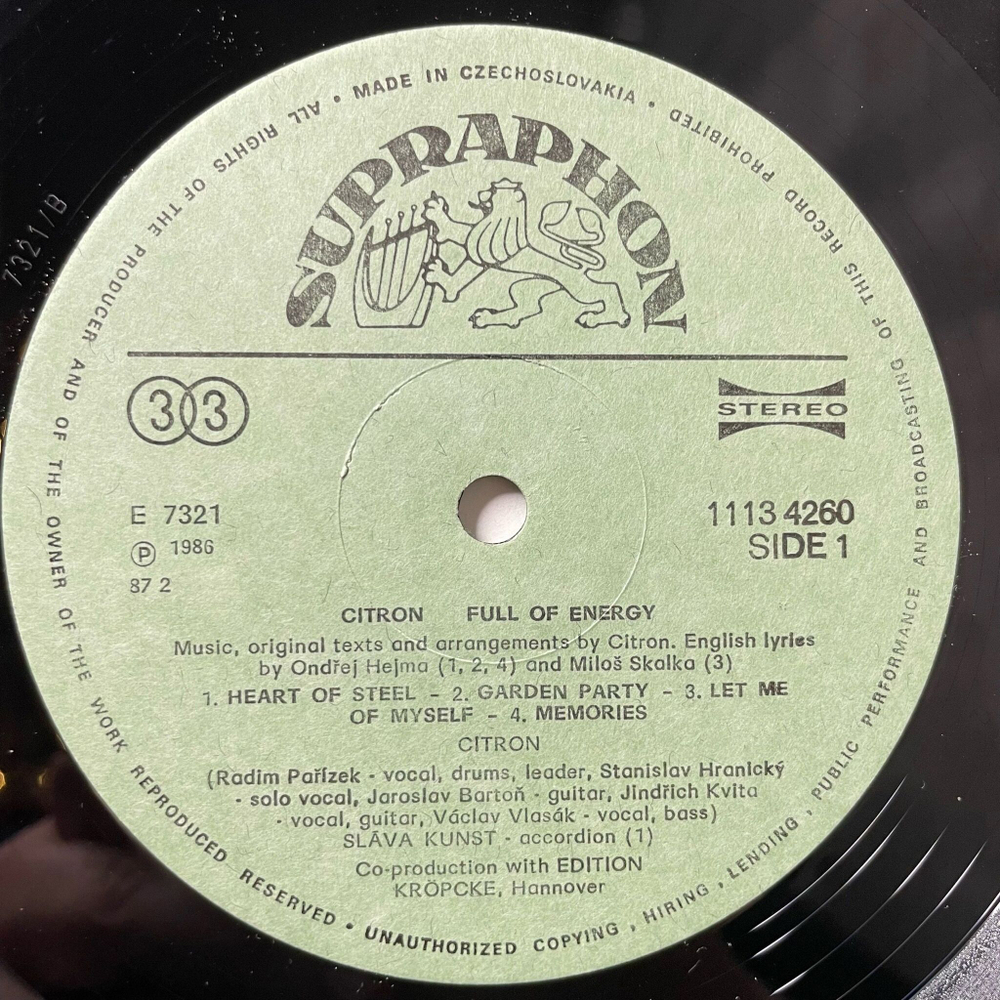 • MADE IN CZECHOSLOVAKIA •
ALL RIGHTS OF THE PRODUCER AND OF THE OWNER OF THE WORK REPRODUCED RESERVED • UNAUTHORIZED COPYING, HIRING, LENDING, PUBLIC PERFORMANCE AND BROADCASTING OF THIS RECORD PROHIBITED
SUPRAPHON
7321/B
33
STEREO
E 7321
1113 4260
Ⓟ 1986
SIDE 1
87 2
CITRON FULL OF ENERGY
Music, original texts and arrangements by Citron. English lyries
by Ondřej Hejma (1, 2, 4) and Miloš Skalka (3)
1. HEART OF STEEL – 2. GARDEN PARTY – 3. LET ME
OF MYSELF – 4. MEMORIES
CITRON
(Radim Pařízek - vocal, drums, leader, Stanislav Hranický
- solo vocal, Jaroslav Bartoň - guitar, Jindřich Kvita
- vocal, guitar, Václav Vlasák - vocal, bass)
SLÁVA KUNST - accordion (1)
Co-production with EDITION
KRÖPCKE, Hannover